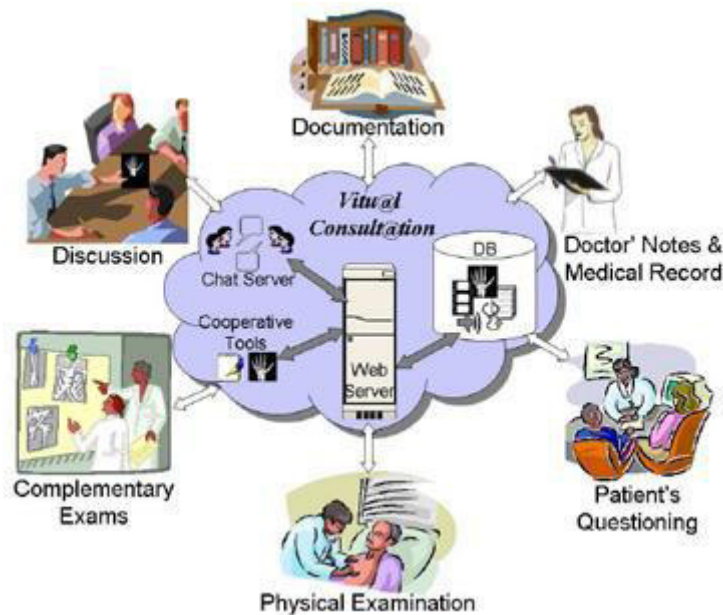 Documentation
Vitu@l
Consult@tion
Discussion
Chat Server
DB
Doctor' Notes &
Medical Record
Cooperative
Tools
Web
Server
Complementary
Exams
Patient's
Questioning
Physical Examination